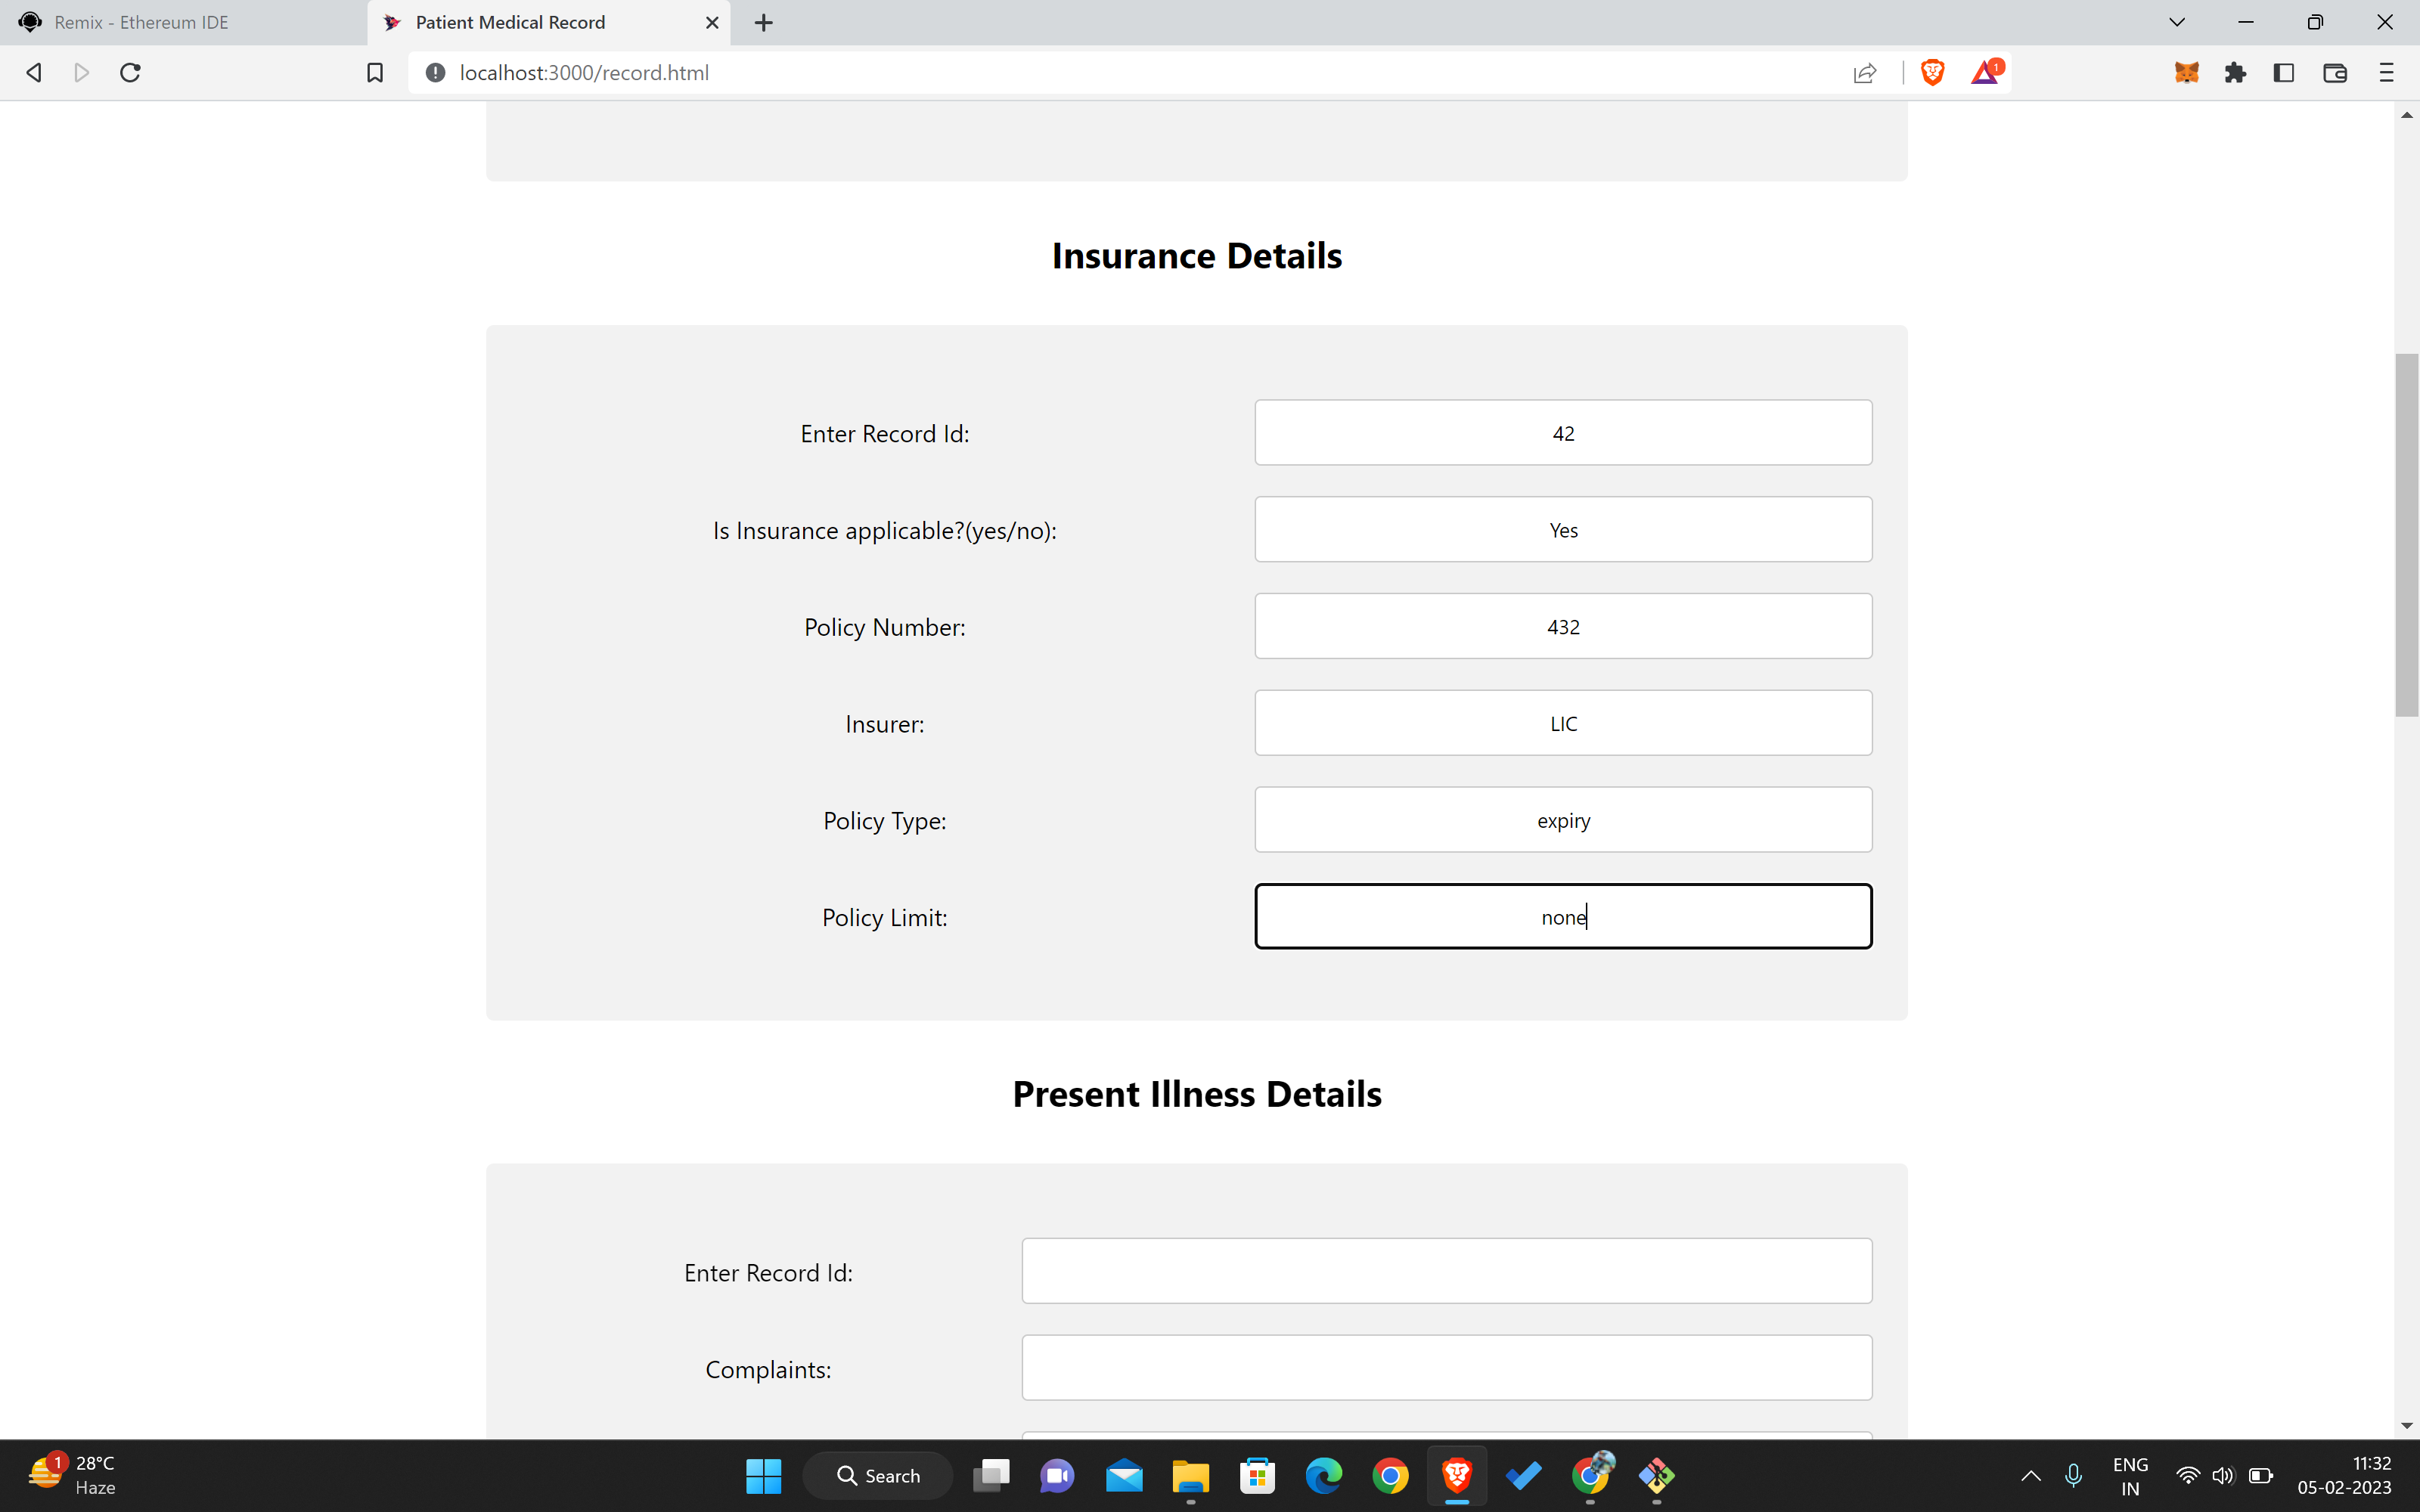 Remix - Ethereum IDE
Patient Medical Record
localhost:3000/record.html
1
Insurance Details
Enter Record Id:
42
Is Insurance applicable?(yes/no):
Yes
Policy Number:
432
Insurer:
LIC
Policy Type:
expiry
Policy Limit:
none
Present Illness Details
Enter Record Id:
Complaints:
1
28°C
Haze
Search
ENG
IN
11:32
05-02-2023